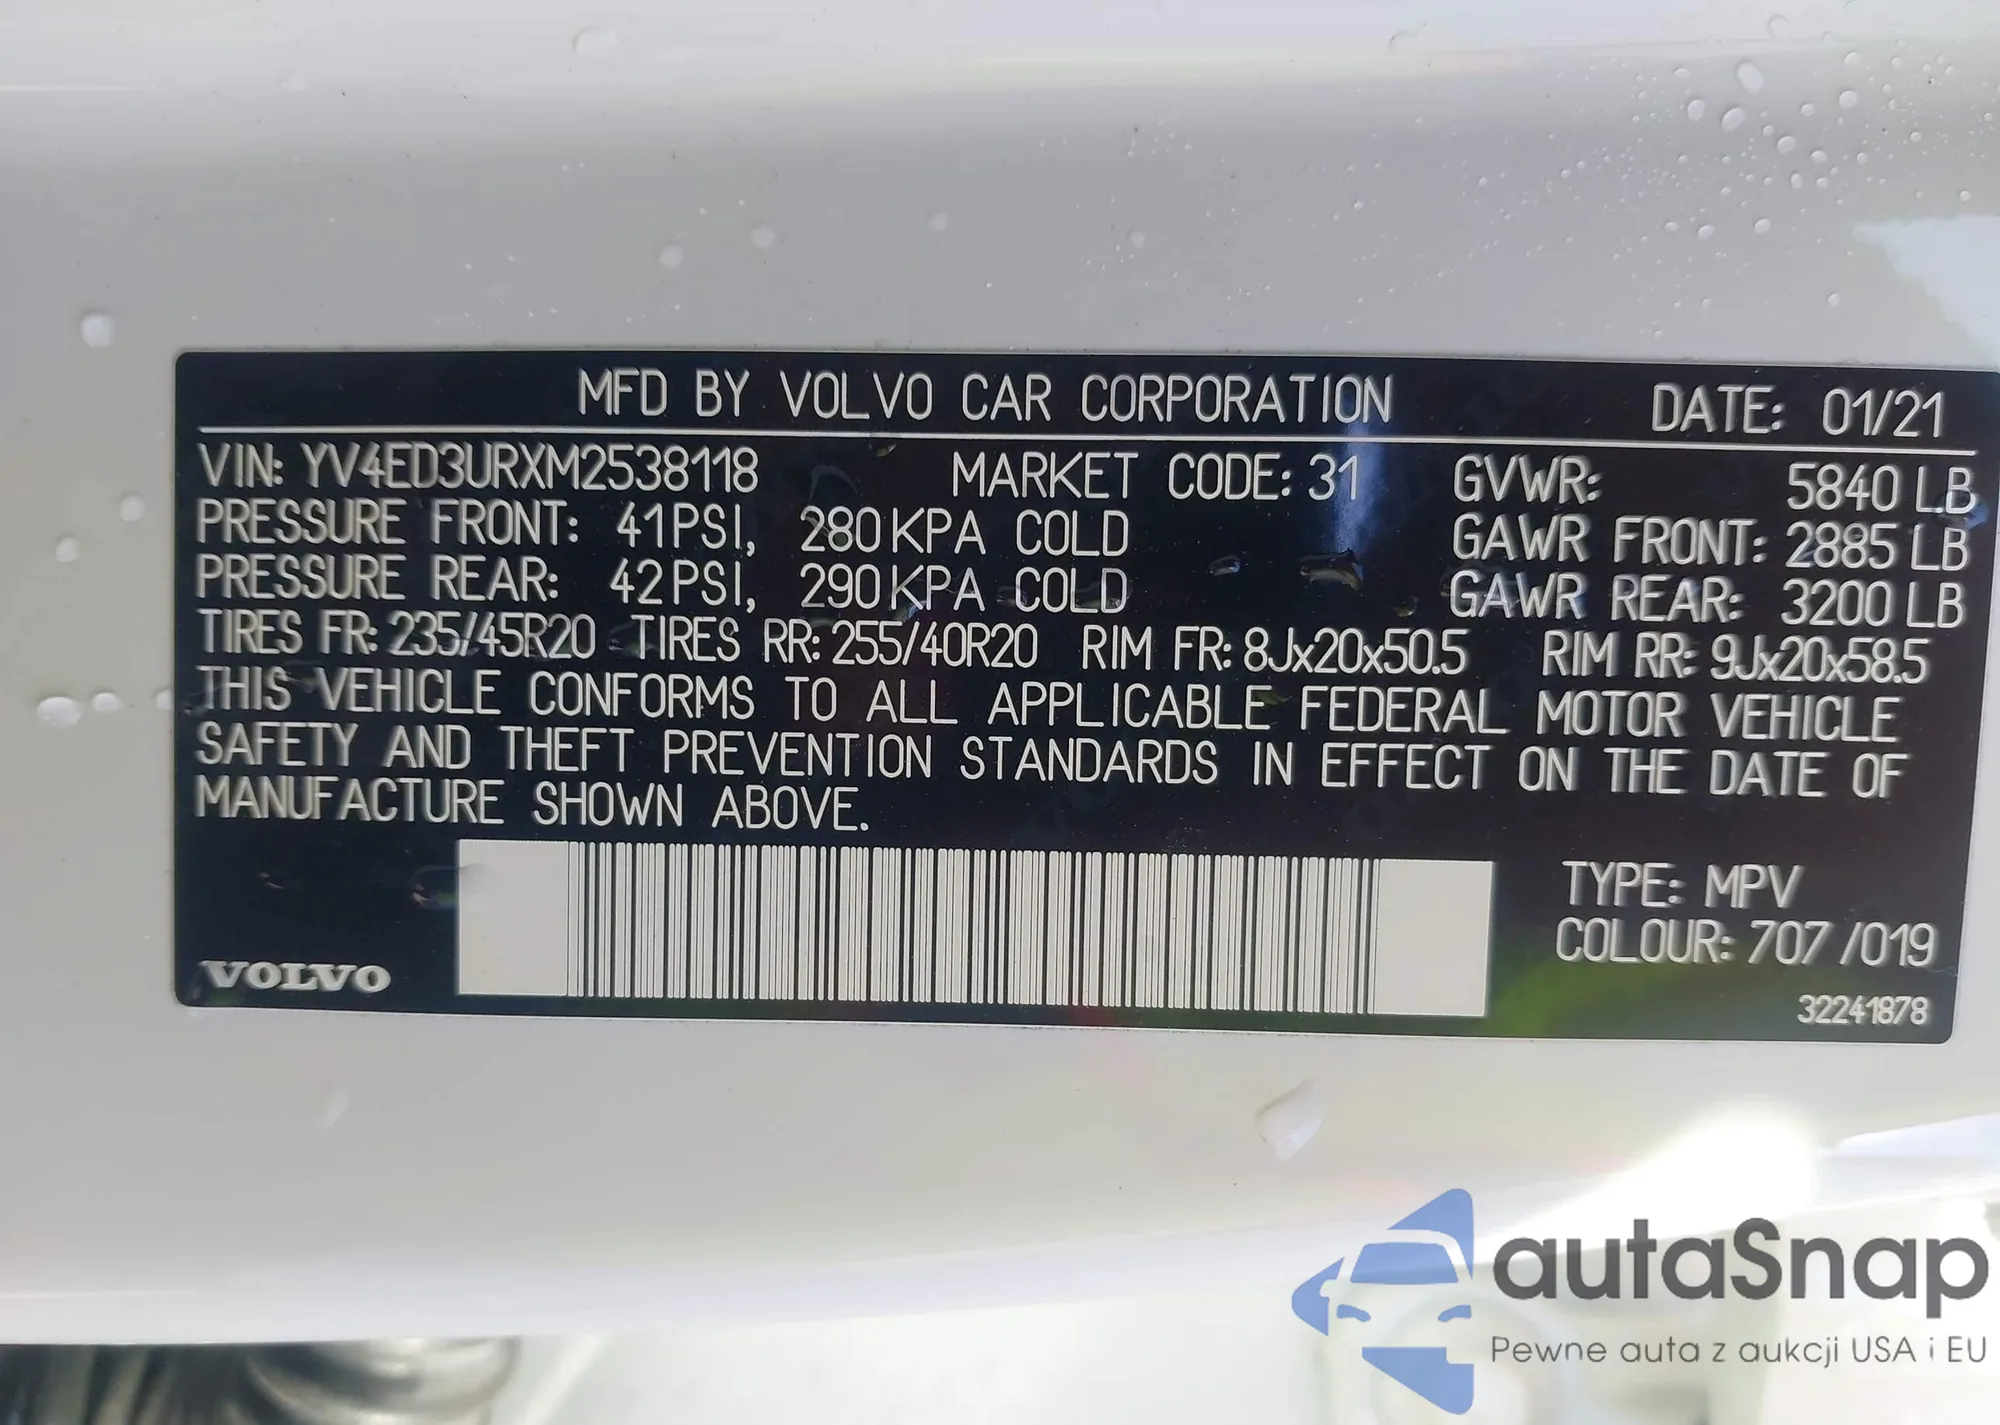 MFD BY VOLVO CAR CORPORATION DATE: 01/21
VIN: YV4ED3URXM2538118 MARKET CODE: 31 GVWR: 5840 LB
PRESSURE FRONT: 41PSI, 280KPA COLD GAWR FRONT: 2885 LB
PRESSURE REAR: 42PSI, 290KPA COLD GAWR REAR: 3200 LB
TIRES FR: 235/45R20 TIRES RR: 255/40R20 RIM FR: 8Jx20x50.5 RIM RR: 9Jx20x58.5
THIS VEHICLE CONFORMS TO ALL APPLICABLE FEDERAL MOTOR VEHICLE
SAFETY AND THEFT PREVENTION STANDARDS IN EFFECT ON THE DATE OF
MANUFACTURE SHOWN ABOVE.
TYPE: MPV
COLOUR: 707 /019
VOLVO
32241878
autaSnap
Pewne auta z aukcji USA i EU